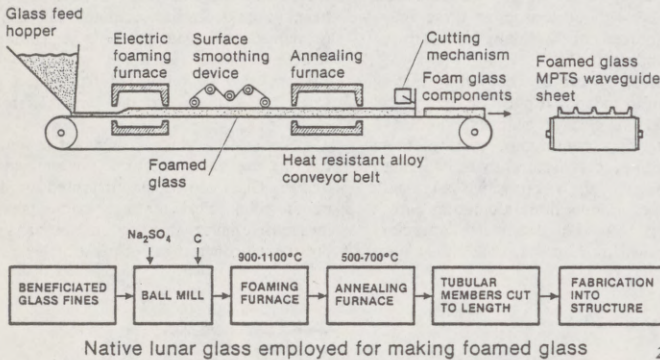 Glass feed
hopper
Electric
foaming
furnace
Surface
smoothing
device
Annealing
furnace
Cutting
mechanism
Foam glass
components
Foamed glass
MPTS waveguide
sheet
Foamed
glass
Heat resistant alloy
conveyor belt
Na₂SO₄
C
900-1100°C
500-700°C
BENEFICIATED
GLASS FINES
BALL MILL
FOAMING
FURNACE
ANNEALING
FURNACE
TUBULAR
MEMBERS CUT
TO LENGTH
FABRICATION
INTO
STRUCTURE
Native lunar glass employed for making foamed glass